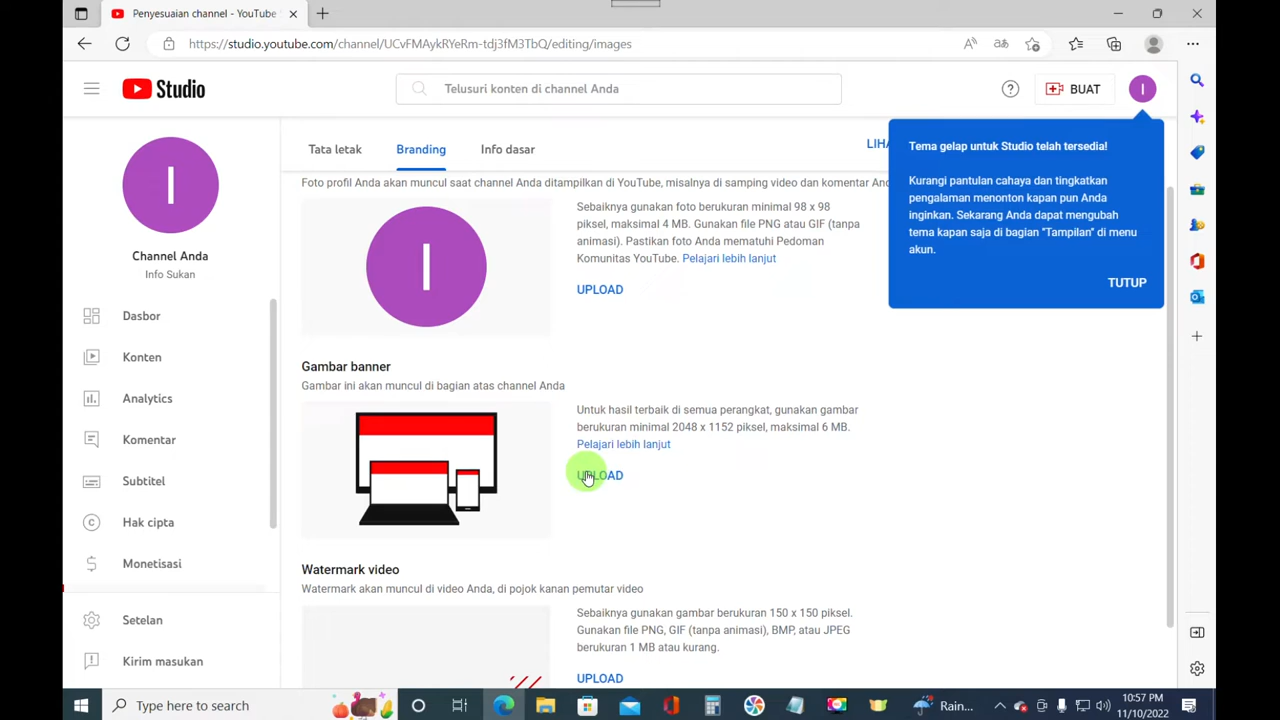 Penyesuaian channel - YouTube S
https://studio.youtube.com/channel/UCvFMAykRYeRm-tdj3fM3TbQ/editing/images
Studio
Telusuri konten di channel Anda
BUAT
I
I
Channel Anda
Info Sukan
Dasbor
Konten
Analytics
Komentar
Subtitel
Hak cipta
Monetisasi
Setelan
Kirim masukan
Tata letak
Branding
Info dasar
LIHA
Foto profil Anda akan muncul saat channel Anda ditampilkan di YouTube, misalnya di samping video dan komentar And
I
Sebaiknya gunakan foto berukuran minimal 98 x 98
piksel, maksimal 4 MB. Gunakan file PNG atau GIF (tanpa
animasi). Pastikan foto Anda mematuhi Pedoman
Komunitas YouTube. Pelajari lebih lanjut
UPLOAD
Tema gelap untuk Studio telah tersedia!
Kurangi pantulan cahaya dan tingkatkan
pengalaman menonton kapan pun Anda
inginkan. Sekarang Anda dapat mengubah
tema kapan saja di bagian "Tampilan" di menu
akun.
TUTUP
Gambar banner
Gambar ini akan muncul di bagian atas channel Anda
Untuk hasil terbaik di semua perangkat, gunakan gambar
berukuran minimal 2048 x 1152 piksel, maksimal 6 MB.
Pelajari lebih lanjut
UPLOAD
Watermark video
Watermark akan muncul di video Anda, di pojok kanan pemutar video
Sebaiknya gunakan gambar berukuran 150 x 150 piksel.
Gunakan file PNG, GIF (tanpa animasi), BMP, atau JPEG
berukuran 1 MB atau kurang.
UPLOAD
Type here to search
Rain...
10:57 PM
11/10/2022